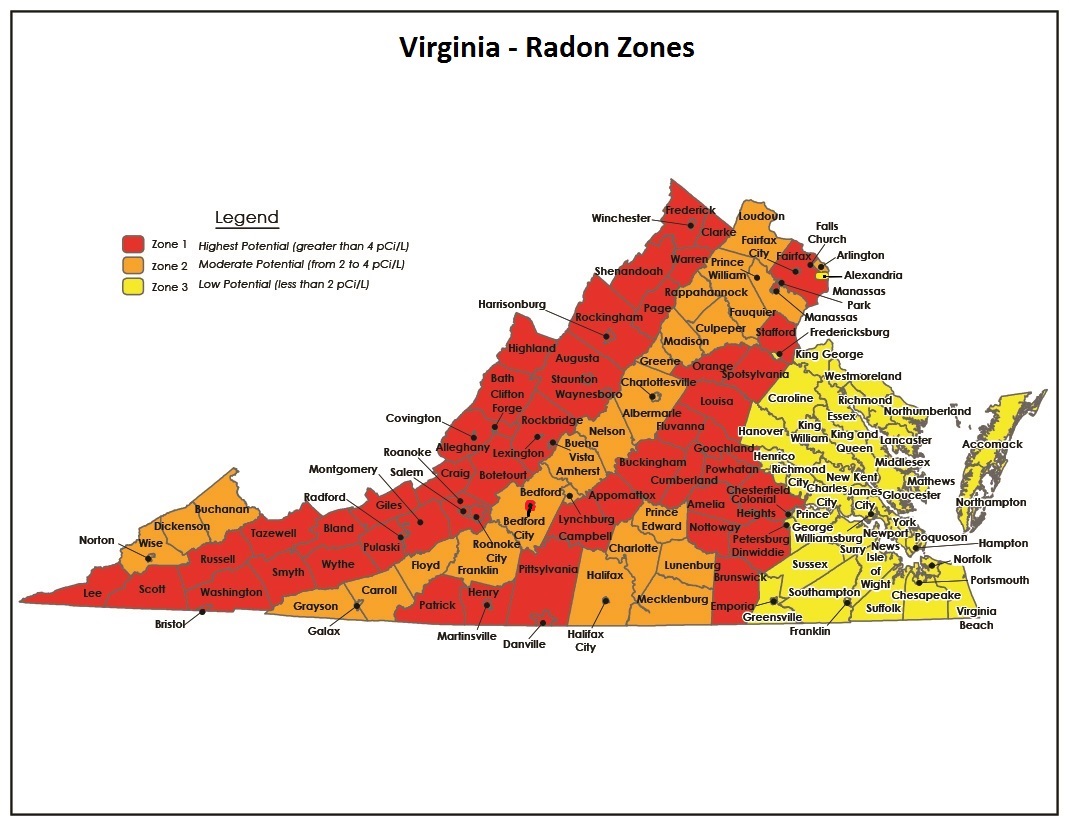 Virginia - Radon Zones
Legend
Zone 1 Highest Potential (greater than 4 pCi/L)
Zone 2 Moderate Potential (from 2 to 4 pCi/L)
Zone 3 Low Potential (less than 2 pCi/L)
Frederick
Winchester
Loudoun
Clarke
Falls
Church
Fairfax
City
Fairfax
Arlington
Warren
Prince
William
Alexandria
Shenandoah
Rappahannock
Manassas
Park
Harrisonburg
Page
Fauquier
Manassas
Rockingham
Culpeper
Stafford
Fredericksburg
Madison
Highland
King George
Augusta
Greene
Orange
Spotsylvania
Westmoreland
Bath
Staunton
Charlottesville
Clifton
Forge
Waynesboro
Caroline
Richmond
Louisa
Northumberland
Albermarle
Essex
Covington
Rockbridge
Fluvanna
King
William
Nelson
Hanover
King and
Queen
Lancaster
Alleghany
Buena
Vista
Accomack
Lexington
Goochland
Roanoke
Henrico
Buckingham
Middlesex
Montgomery
Salem
Craig
Botetourt
Amherst
Powhatan
Richmond
City
New Kent
Mathews
Cumberland
Charles
City
James
City
Gloucester
Radford
Bedford
Appomattox
Chesterfield
Northampton
Buchanan
Giles
Amelia
Colonial
Heights
Dickenson
Bedford
City
Lynchburg
Prince
Edward
Prince
George
York
Tazewell
Bland
Nottoway
Newport
News
Poquoson
Norton
Wise
Campbell
Petersburg
Williamsburg
Hampton
Pulaski
Roanoke
City
Charlotte
Dinwiddie
Surry
Russell
Wythe
Floyd
Franklin
Pittsylvania
Lunenburg
Sussex
Isle
of
Wight
Norfolk
Smyth
Halifax
Brunswick
Portsmouth
Lee
Scott
Washington
Carroll
Henry
Southampton
Chesapeake
Grayson
Patrick
Mecklenburg
Emporia
Suffolk
Virginia
Beach
Greensville
Bristol
Galax
Martinsville
Danville
Halifax
City
Franklin